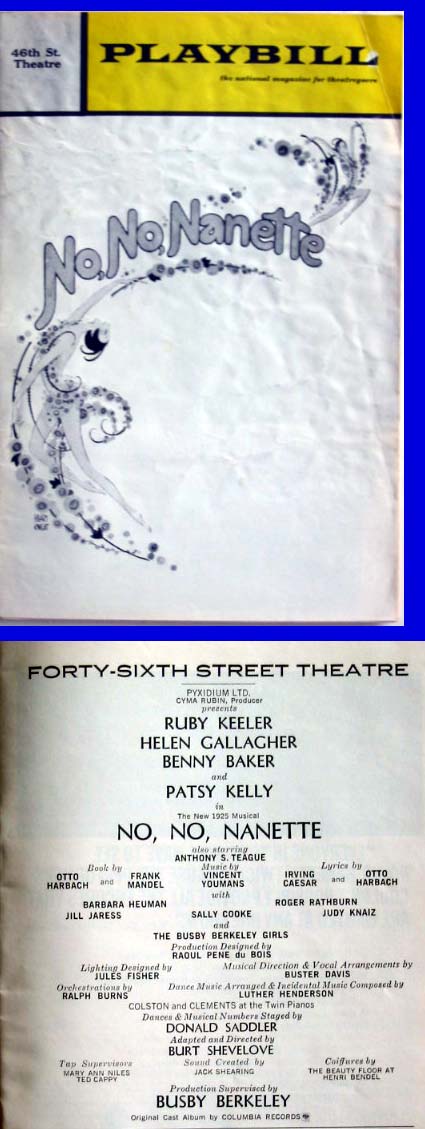 46th St.
Theatre
PLAYBILL
the national magazine for theatregoers
No, No, Nanette
FORTY-SIXTH STREET THEATRE
PYXIDIUM LTD.
CYMA RUBIN, Producer
presents
RUBY KEELER
HELEN GALLAGHER
BENNY BAKER
and
PATSY KELLY
in
The New 1925 Musical
NO, NO, NANETTE
also starring
ANTHONY S. TEAGUE
Book by Music by Lyrics by
OTTO HARBACH and FRANK MANDEL VINCENT YOUMANS IRVING CAESAR and OTTO HARBACH
with
BARBARA HEUMAN ROGER RATHBURN
JILL JARESS SALLY COOKE JUDY KNAIZ
and
THE BUSBY BERKELEY GIRLS
Production Designed by
RAOUL PENE du BOIS
Lighting Designed by Musical Direction & Vocal Arrangements by
JULES FISHER BUSTER DAVIS
Orchestrations by Dance Music Arranged & Incidental Music Composed by
RALPH BURNS LUTHER HENDERSON
COLSTON and CLEMENTS at the Twin Pianos
Dances & Musical Numbers Staged by
DONALD SADDLER
Adapted and Directed by
BURT SHEVELOVE
Tap Supervisors Sound Created by Coiffures by
MARY ANN NILES JACK SHEARING THE BEAUTY FLOOR AT
TED CAPPY HENRI BENDEL
Production Supervised by
BUSBY BERKELEY
Original Cast Album by COLUMBIA RECORDS